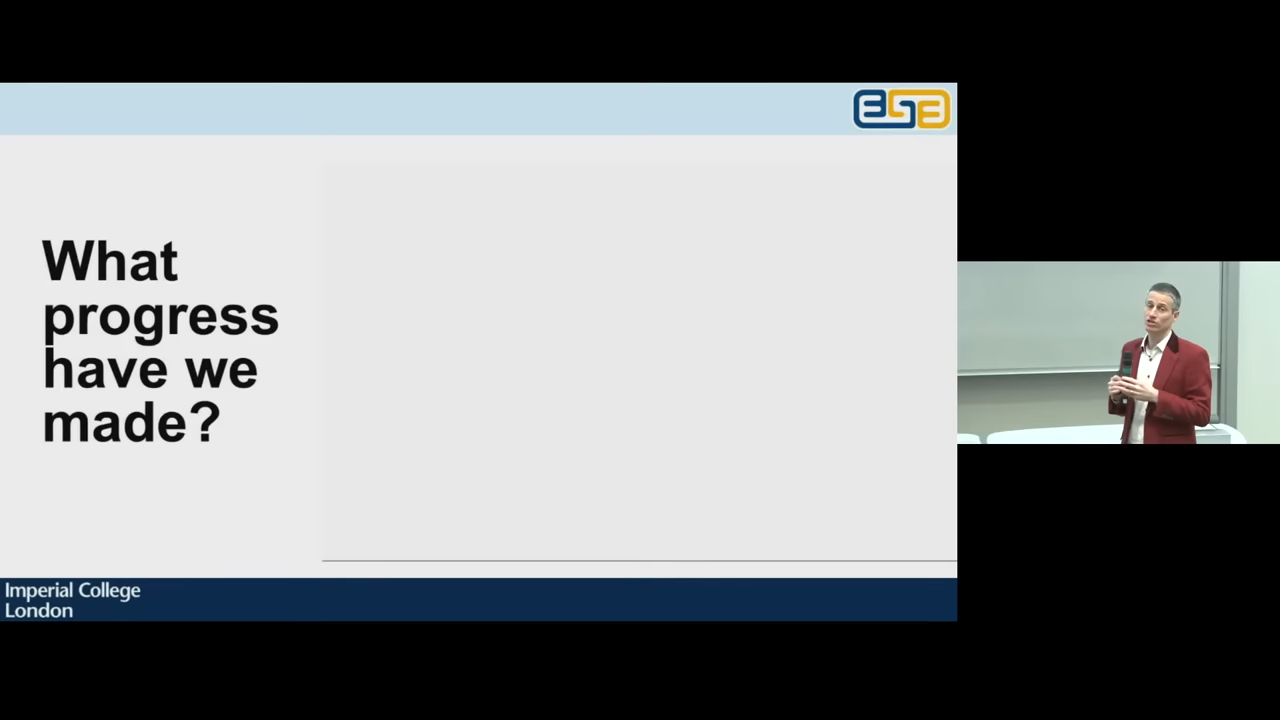 What
progress
have we
made?
Imperial College
London